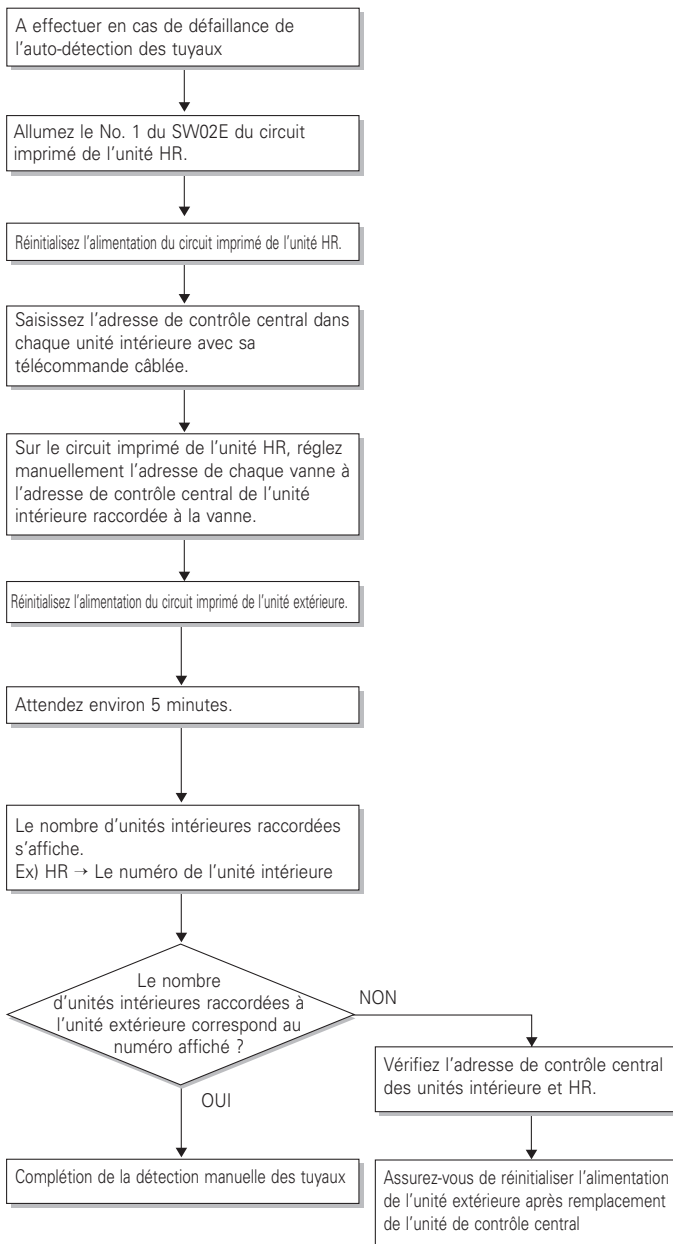 A effectuer en cas de défaillance de
l'auto-détection des tuyaux
Allumez le No. 1 du SW02E du circuit
imprimé de l'unité HR.
Réinitialisez l'alimentation du circuit imprimé de l'unité HR.
Saisissez l'adresse de contrôle central dans
chaque unité intérieure avec sa
télécommande câblée.
Sur le circuit imprimé de l'unité HR, réglez
manuellement l'adresse de chaque vanne à
l'adresse de contrôle central de l'unité
intérieure raccordée à la vanne.
Réinitialisez l'alimentation du circuit imprimé de l'unité extérieure.
Attendez environ 5 minutes.
Le nombre d'unités intérieures raccordées
s'affiche.
Ex) HR → Le numéro de l'unité intérieure
Le nombre
d'unités intérieures raccordées à
l'unité extérieure correspond au
numéro affiché ?
NON
OUI
Vérifiez l'adresse de contrôle central
des unités intérieure et HR.
Complétion de la détection manuelle des tuyaux
Assurez-vous de réinitialiser l'alimentation
de l'unité extérieure après remplacement
de l'unité de contrôle central